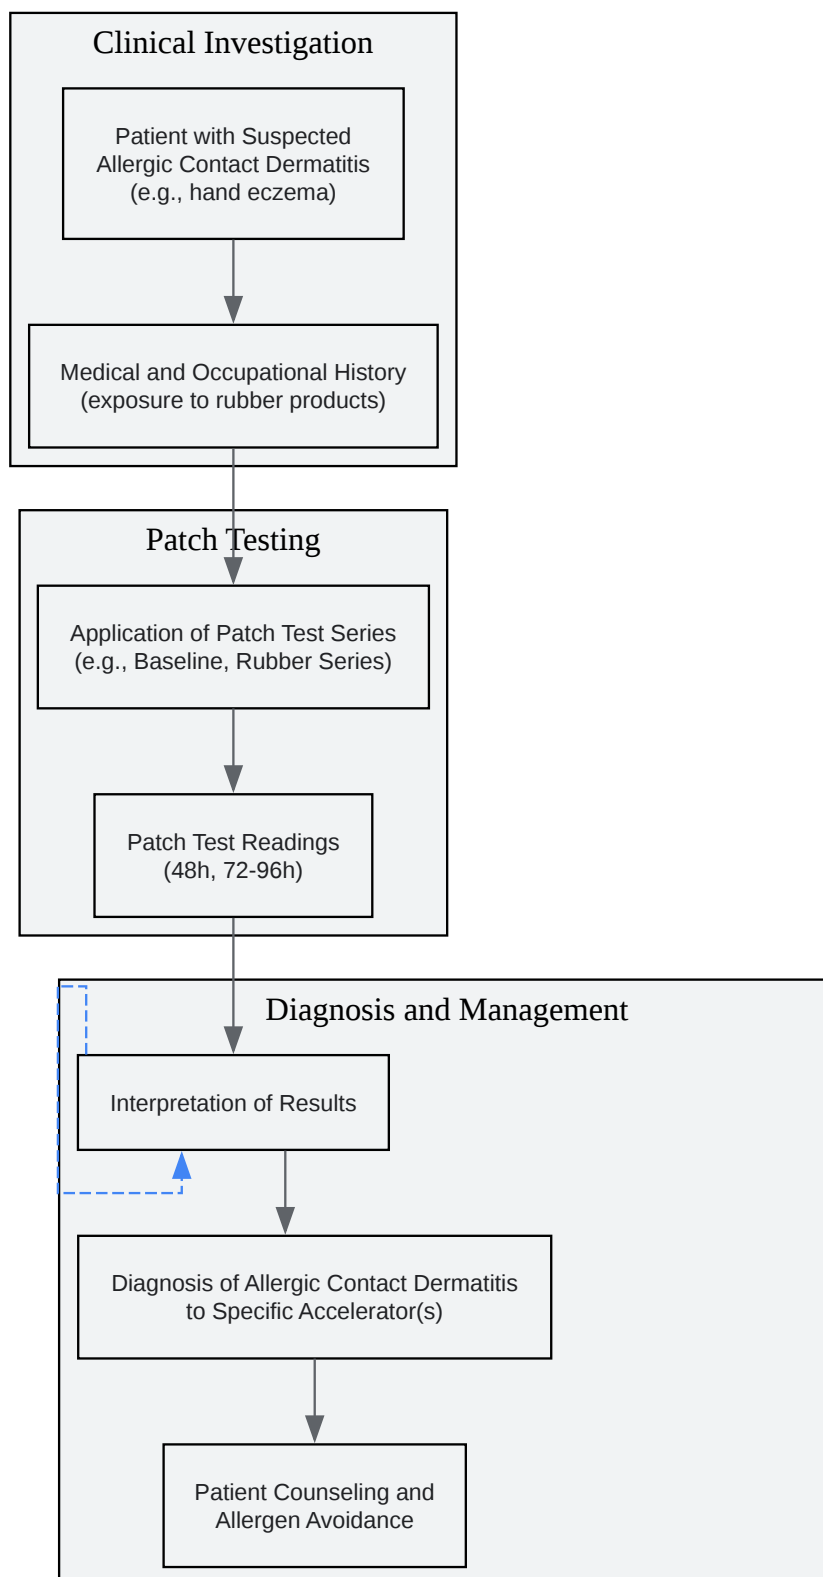 Clinical Investigation
Patient with Suspected
Allergic Contact Dermatitis
(e.g., hand eczema)
Medical and Occupational History
(exposure to rubber products)
Patch Testing
Application of Patch Test Series
(e.g., Baseline, Rubber Series)
Patch Test Readings
(48h, 72-96h)
Diagnosis and Management
Interpretation of Results
Diagnosis of Allergic Contact Dermatitis
to Specific Accelerator(s)
Patient Counseling and
Allergen Avoidance